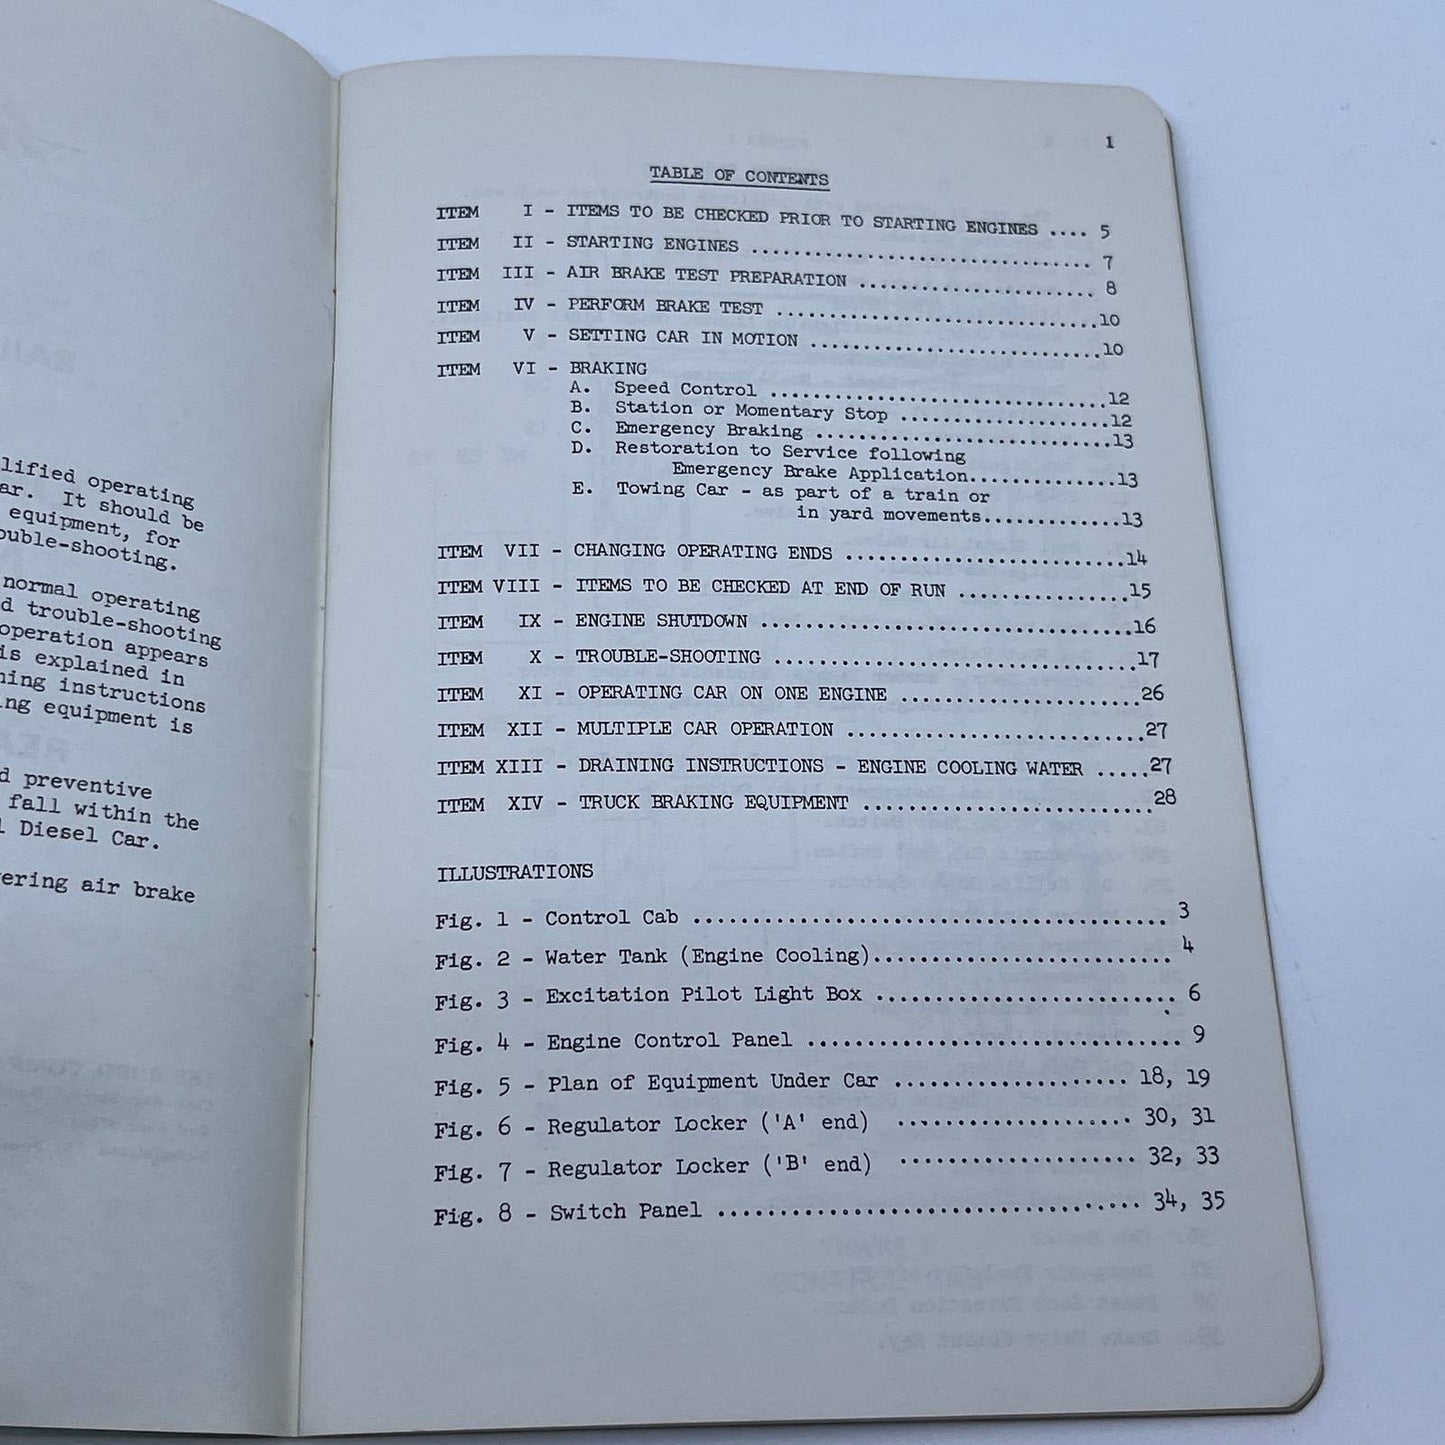 lified operating
ar. It should be
equipment, for
ouble-shooting.
normal operating
d trouble-shooting
operation appears
is explained in
ning instructions
ng equipment is
d preventive
fall within the
l Diesel Car.
ering air brake
1
TABLE OF CONTENTS
ITEM I - ITEMS TO BE CHECKED PRIOR TO STARTING ENGINES .... 5
ITEM II - STARTING ENGINES ................................ 7
ITEM III - AIR BRAKE TEST PREPARATION ...................... 8
ITEM IV - PERFORM BRAKE TEST ..............................10
ITEM V - SETTING CAR IN MOTION ...........................10
ITEM VI - BRAKING
A. Speed Control ................................12
B. Station or Momentary Stop ....................12
C. Emergency Braking ............................13
D. Restoration to Service following
Emergency Brake Application..............13
E. Towing Car - as part of a train or
in yard movements.............13
ITEM VII - CHANGING OPERATING ENDS ..........................14
ITEM VIII - ITEMS TO BE CHECKED AT END OF RUN ................15
ITEM IX - ENGINE SHUTDOWN ...................................16
ITEM X - TROUBLE-SHOOTING ..................................17
ITEM XI - OPERATING CAR ON ONE ENGINE .......................26
ITEM XII - MULTIPLE CAR OPERATION ............................27
ITEM XIII - DRAINING INSTRUCTIONS - ENGINE COOLING WATER .....27
ITEM XIV - TRUCK BRAKING EQUIPMENT ...........................28
ILLUSTRATIONS
Fig. 1 - Control Cab ....................................... 3
Fig. 2 - Water Tank (Engine Cooling)........................ 4
Fig. 3 - Excitation Pilot Light Box ........................ 6
Fig. 4 - Engine Control Panel .............................. 9
Fig. 5 - Plan of Equipment Under Car ................... 18, 19
Fig. 6 - Regulator Locker ('A' end) .................... 30, 31
Fig. 7 - Regulator Locker ('B' end) .................... 32, 33
Fig. 8 - Switch Panel .................................. 34, 35